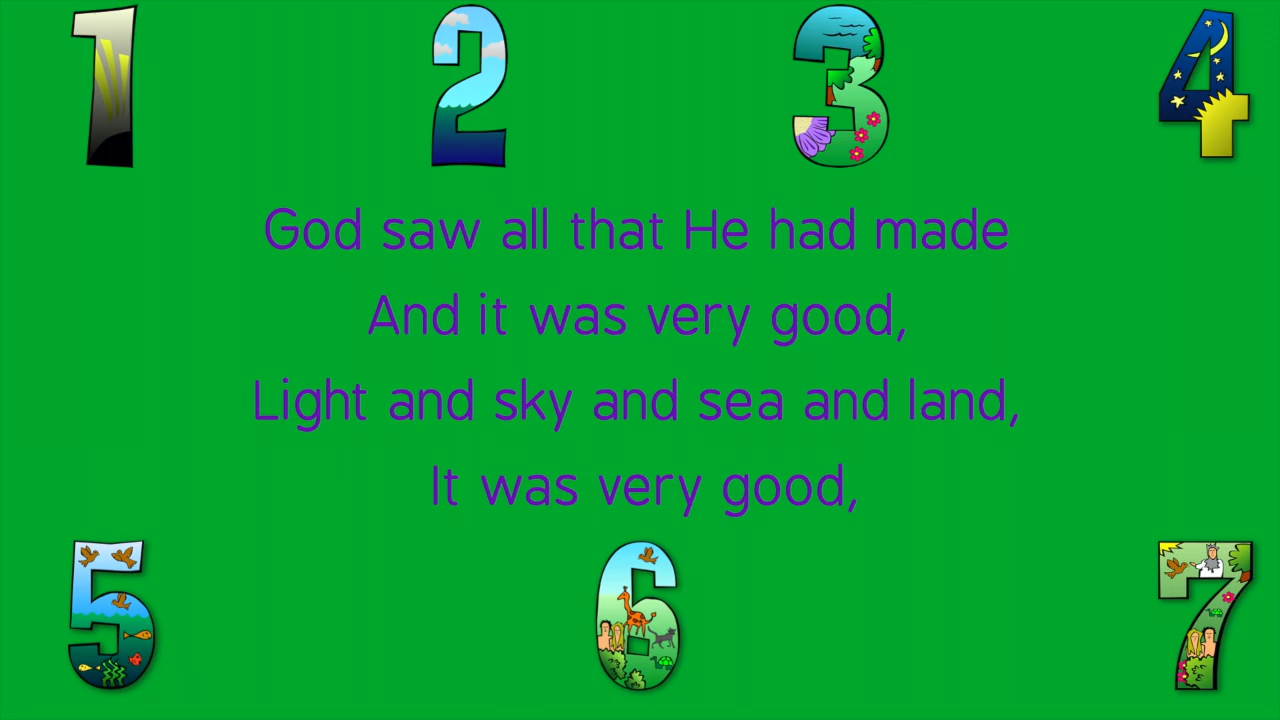 1 2 3 4
God saw all that He had made
And it was very good,
Light and sky and sea and land,
It was very good,
5 6 7